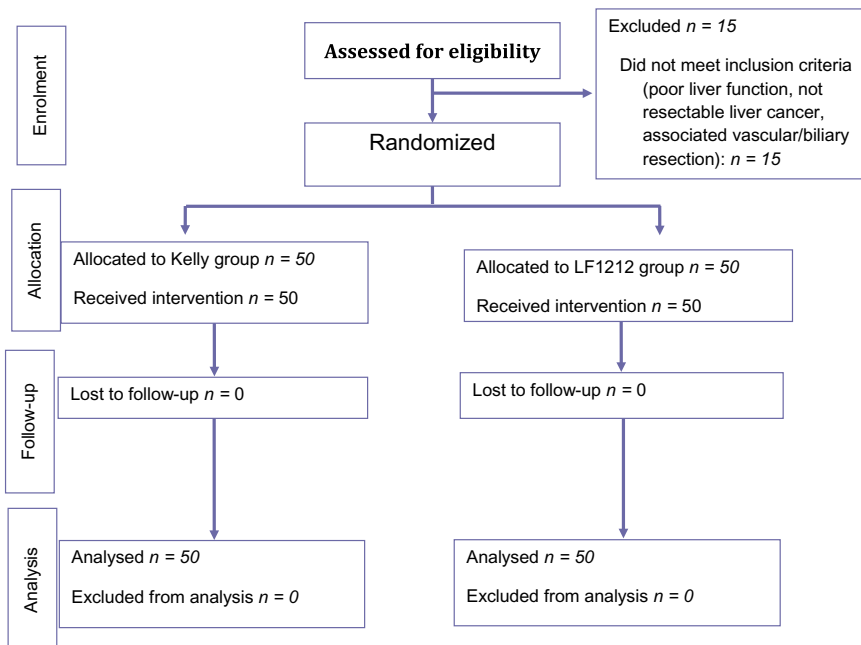 Enrolment
Assessed for eligibility
Excluded n = 15
Did not meet inclusion criteria
(poor liver function, not
resectable liver cancer,
associated vascular/biliary
resection): n = 15
Randomized
Allocation
Allocated to Kelly group n = 50
Received intervention n = 50
Allocated to LF1212 group n = 50
Received intervention n = 50
Follow-up
Lost to follow-up n = 0
Lost to follow-up n = 0
Analysis
Analysed n = 50
Excluded from analysis n = 0
Analysed n = 50
Excluded from analysis n = 0